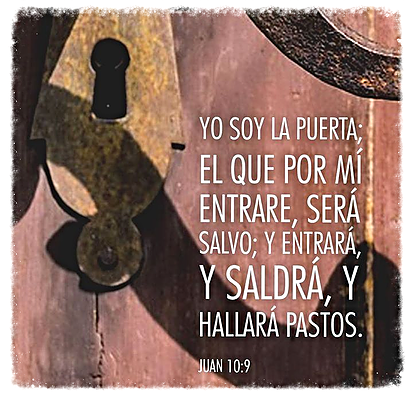 YO SOY LA PUERTA;
EL QUE POR MÍ
ENTRARE, SERÁ
SALVO; Y ENTRARÁ,
Y SALDRÁ, Y
HALLARÁ PASTOS.
JUAN 10:9